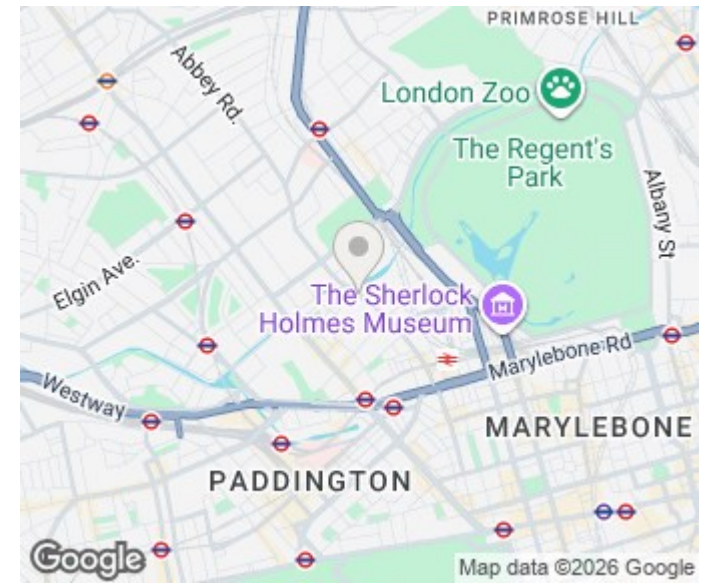 PRIMROSE HILL
Abbey Rd.
London Zoo
The Regent's
Park
Albany St
Elgin Ave.
The Sherlock
Holmes Museum
Marylebone Rd
Westway
MARYLEBONE
PADDINGTON
Google
Map data ©2026 Google